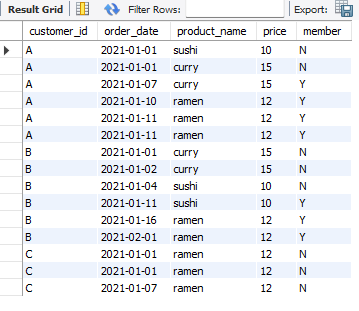 Result Grid Filter Rows: Export:
customer_id order_date product_name price member
A 2021-01-01 sushi 10 N
A 2021-01-01 curry 15 N
A 2021-01-07 curry 15 Y
A 2021-01-10 ramen 12 Y
A 2021-01-11 ramen 12 Y
A 2021-01-11 ramen 12 Y
B 2021-01-01 curry 15 N
B 2021-01-02 curry 15 N
B 2021-01-04 sushi 10 N
B 2021-01-11 sushi 10 Y
B 2021-01-16 ramen 12 Y
B 2021-02-01 ramen 12 Y
C 2021-01-01 ramen 12 N
C 2021-01-01 ramen 12 N
C 2021-01-07 ramen 12 N